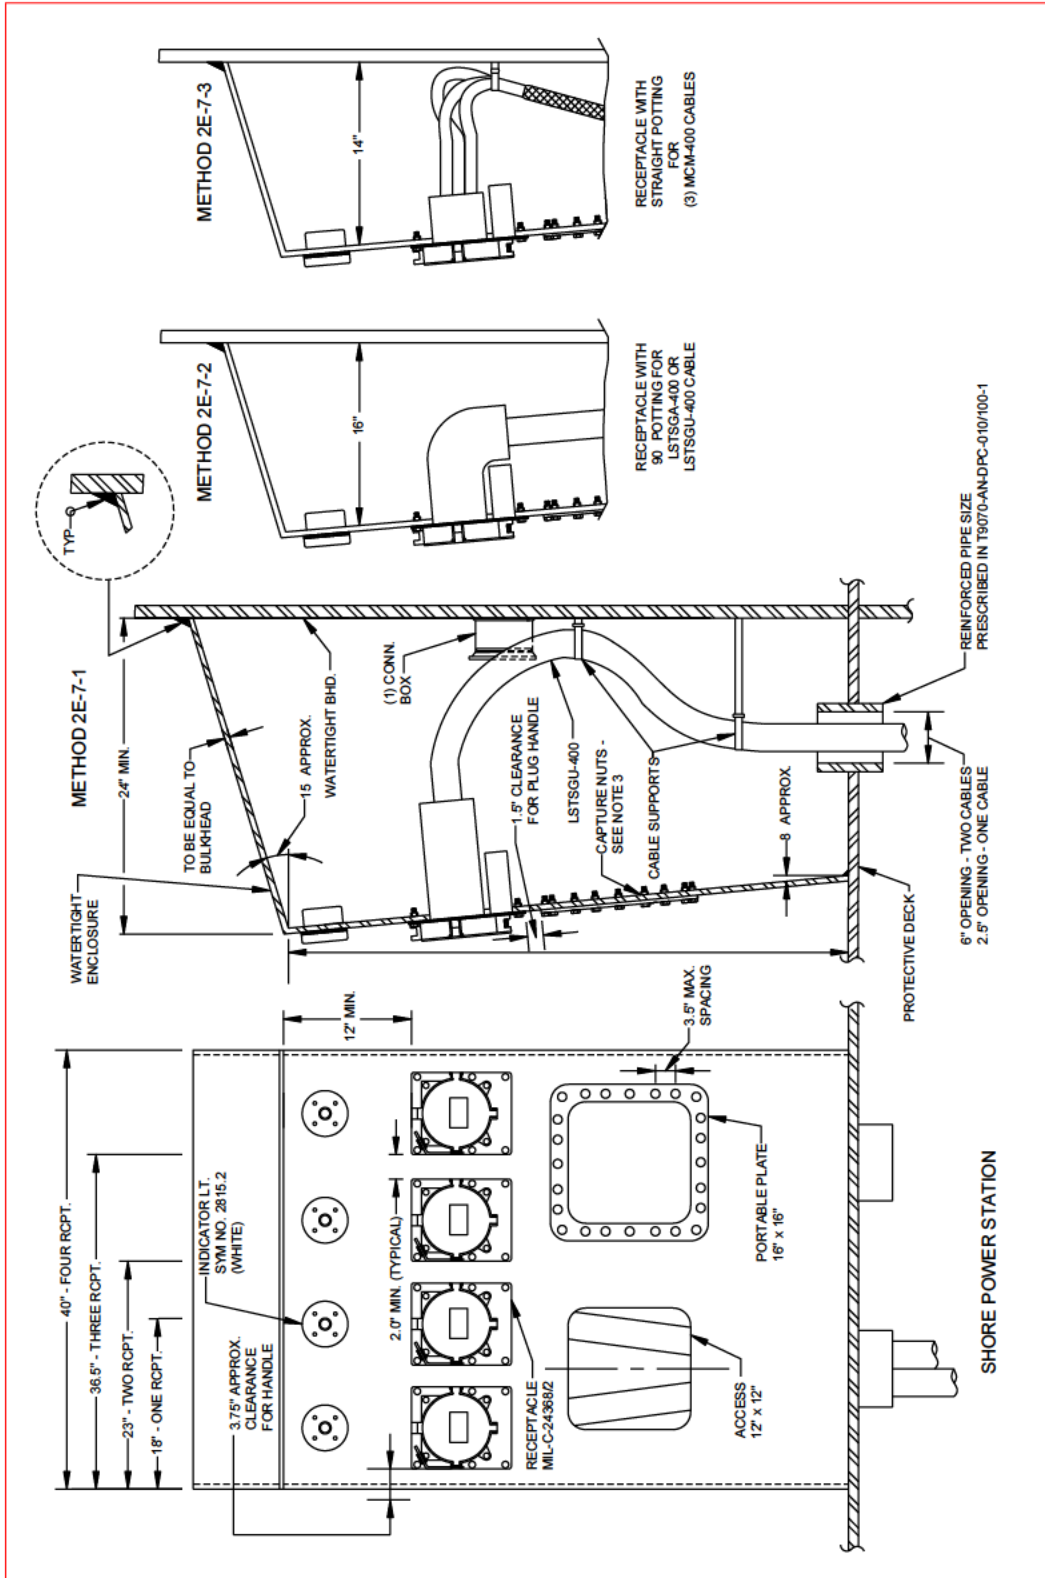 METHOD 2E-7-1
24" MIN.
WATERTIGHT
ENCLOSURE
TO BE EQUAL TO
BULKHEAD
15 APPROX.
WATERTIGHT BHD.
TYP
(1) CONN.
BOX
1.5" CLEARANCE
FOR PLUG HANDLE
LSTSGU-400
CAPTURE NUTS -
SEE NOTE 3
CABLE SUPPORTS
8 APPROX.
PROTECTIVE DECK
6" OPENING - TWO CABLES
2.5" OPENING - ONE CABLE
REINFORCED PIPE SIZE
PRESCRIBED IN T9070-AN-DPC-010/100-1
METHOD 2E-7-2
16"
RECEPTACLE WITH
90 POTTING FOR
LSTSGA-400 OR
LSTSGU-400 CABLE
METHOD 2E-7-3
14"
RECEPTACLE WITH
STRAIGHT POTTING
FOR
(3) MCM-400 CABLES
40" - FOUR RCPT.
36.5" - THREE RCPT.
23" - TWO RCPT.
18" - ONE RCPT.
3.75" APPROX.
CLEARANCE
FOR HANDLE
INDICATOR LT.
SYM NO. 2815.2
(WHITE)
12" MIN.
2.0" MIN. (TYPICAL)
RECEPTACLE
MIL-C-24368/2
3.5" MAX.
SPACING
PORTABLE PLATE
16" x 16"
ACCESS
12" x 12"
SHORE POWER STATION